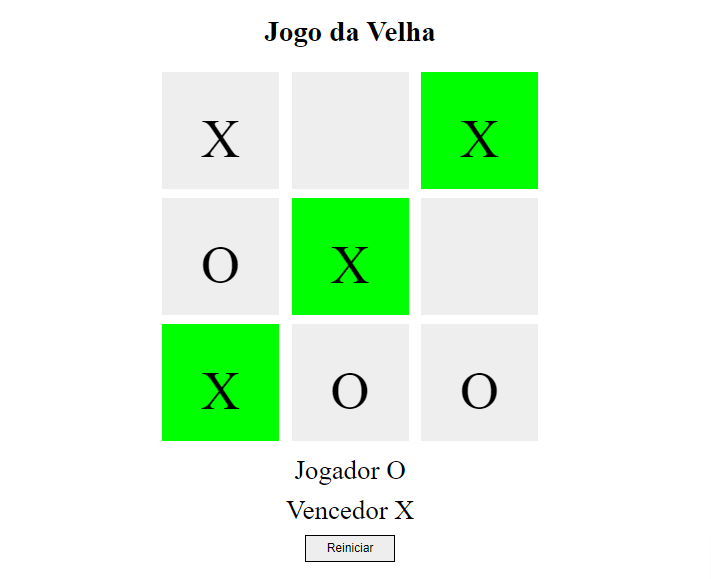 Jogo da Velha
X X
O X
X O O
Jogador O
Vencedor X
Reiniciar